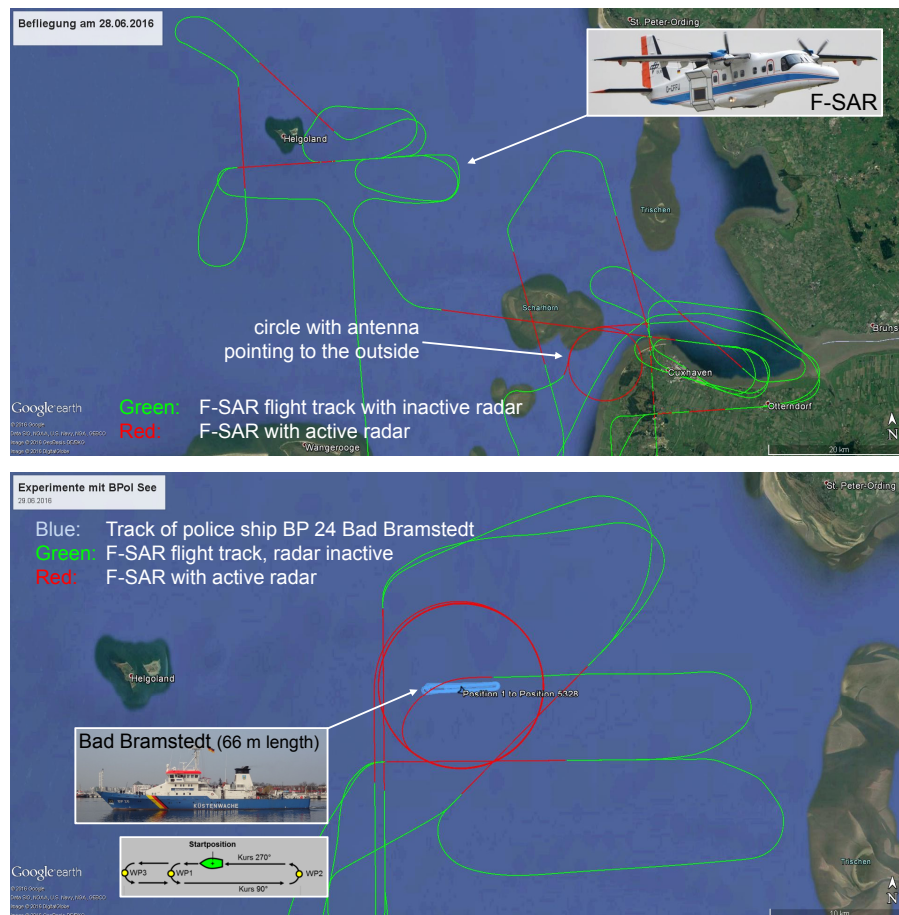 Befliegung am 28.06.2016
St. Peter-Ording
F-SAR
Helgoland
Trischen
Scharhörn
circle with antenna
pointing to the outside
Cuxhaven
Bruns
Otterndorf
Google earth
Green: F-SAR flight track with inactive radar
Red: F-SAR with active radar
Wangerooge
N
20 km
Experimente mit BPol See
29.06.2016
St. Peter-Ording
Blue: Track of police ship BP 24 Bad Bramstedt
Green: F-SAR flight track, radar inactive
Red: F-SAR with active radar
Helgoland
Position 1 to Position 5328
Bad Bramstedt (66 m length)
KÜSTENWACHE
Startposition
Kurs 270°
WP3
WP1
WP2
Kurs 90°
Trischen
Google earth
N
10 km